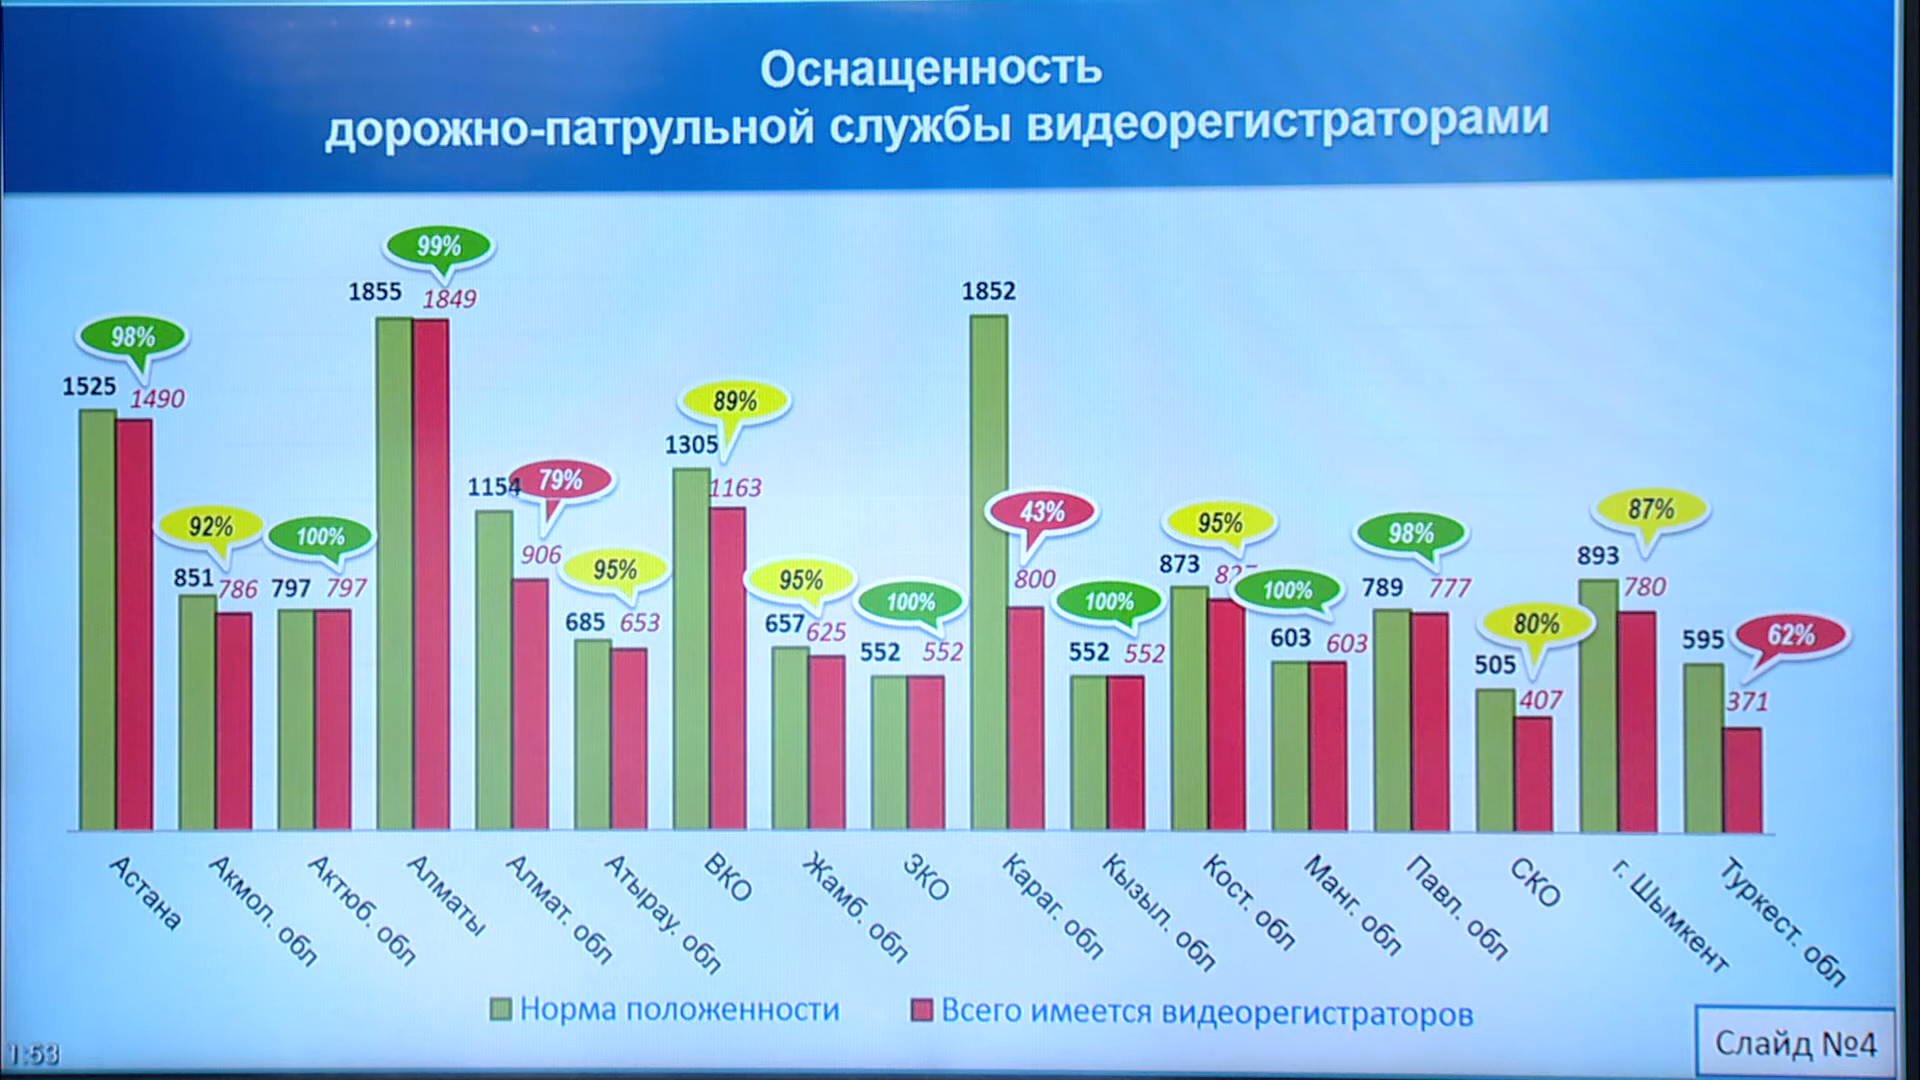 Оснащенность
дорожно-патрульной службы видеорегистраторами
98%
1525 1490
92%
851 786
100%
797 797
99%
1855 1849
79%
1154 906
95%
685 653
89%
1305 1163
95%
657 625
100%
552 552
1852
43%
800
100%
552 552
95%
873
100%
603 603
98%
789 777
80%
505 407
87%
893 780
62%
595 371
Астана
Акмол. обл
Актюб. обл
Алматы
Алмат. обл
Атырау. обл
ВКО
Жамб. обл
ЗКО
Караг. обл
Кызыл. обл
Кост. обл
Манг. обл
Павл. обл
СКО
г. Шымкент
Туркест. обл
Норма положенности Всего имеется видеорегистраторов
Слайд №4
1:53